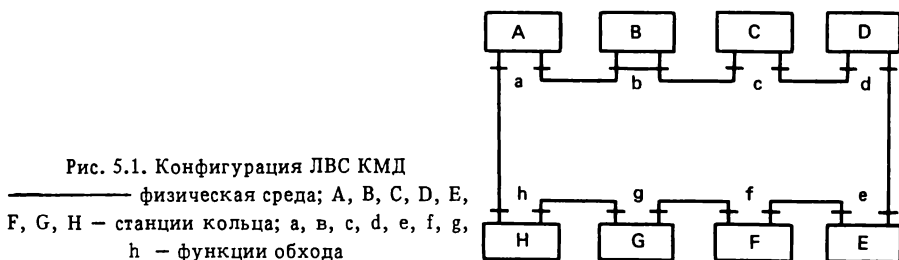 A B C D
a b c d
Рис. 5.1. Конфигурация ЛВС КМД
физическая среда; A, B, C, D, E,
F, G, H — станции кольца; a, в, c, d, e, f, g,
h — функции обхода
h g f e
H G F E